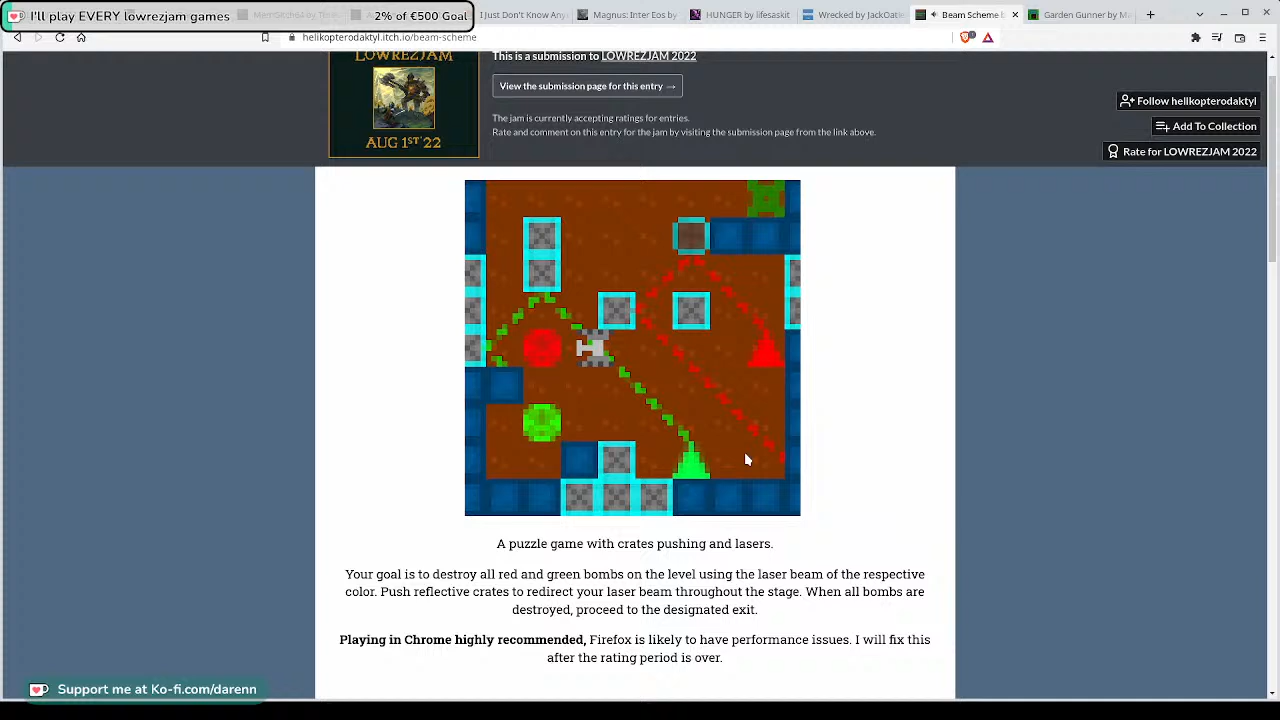 I'll play EVERY lowrezjam games
2% of €500 Goal
I Just Don't Know Any
Magnus: Inter Eos by
HUNGER by lifesaskit
Wrecked by JackOatle
Beam Scheme b
Garden Gunner by Ma
helikopterodaktyl.itch.io/beam-scheme
LOWREZJAM
AUG 1ST '22
This is a submission to LOWREZJAM 2022
View the submission page for this entry →
The jam is currently accepting ratings for entries.
Rate and comment on this entry for the jam by visiting the submission page from the link above.
Follow helikopterodaktyl
Add To Collection
Rate for LOWREZJAM 2022
A puzzle game with crates pushing and lasers.
Your goal is to destroy all red and green bombs on the level using the laser beam of the respective
color. Push reflective crates to redirect your laser beam throughout the stage. When all bombs are
destroyed, proceed to the designated exit.
Playing in Chrome highly recommended, Firefox is likely to have performance issues. I will fix this
after the rating period is over.
Support me at Ko-fi.com/darenn